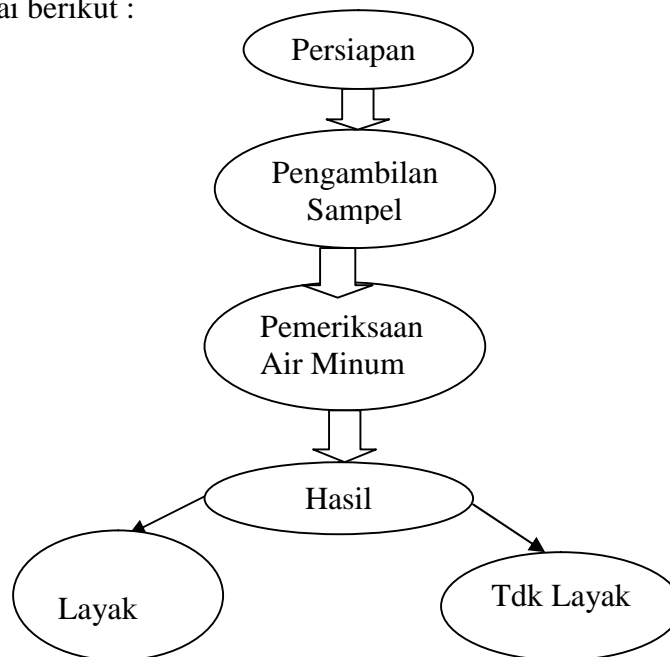 ai berikut :
Persiapan
Pengambilan
Sampel
Pemeriksaan
Air Minum
Hasil
Layak
Tdk Layak